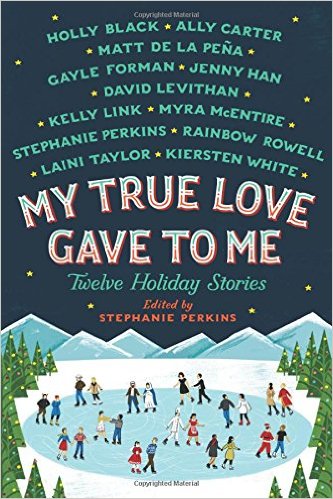 HOLLY BLACK ★ ALLY CARTER
MATT DE LA PEÑA
GAYLE FORMAN ★ JENNY HAN
DAVID LEVITHAN
KELLY LINK ★ MYRA McENTIRE
STEPHANIE PERKINS ★ RAINBOW ROWELL
LAINI TAYLOR ★ KIERSTEN WHITE
MY TRUE LOVE
GAVE TO ME
Twelve Holiday Stories
Edited by
STEPHANIE PERKINS